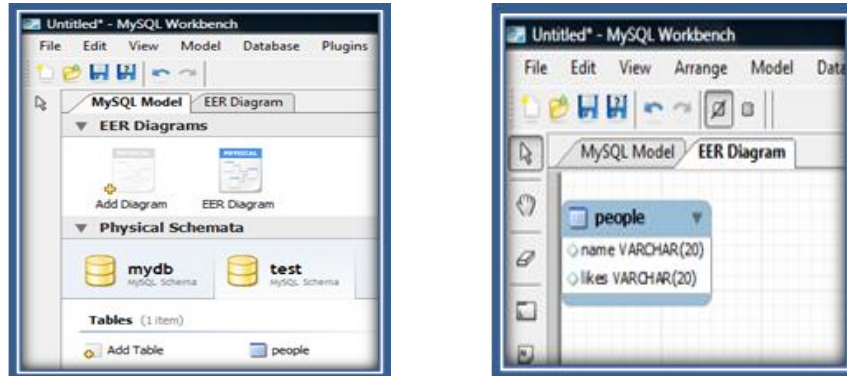 Untitled* - MySQL Workbench
File Edit View Model Database Plugins
MySQL Model EER Diagram
EER Diagrams
PHYSICAL PHYSICAL
Add Diagram EER Diagram
Physical Schemata
mydb test
MySQL Schema MySQL Schema
Tables (1 item)
Add Table people
Untitled* - MySQL Workbench
File Edit View Arrange Model Data
MySQL Model EER Diagram
people
name VARCHAR(20)
likes VARCHAR(20)